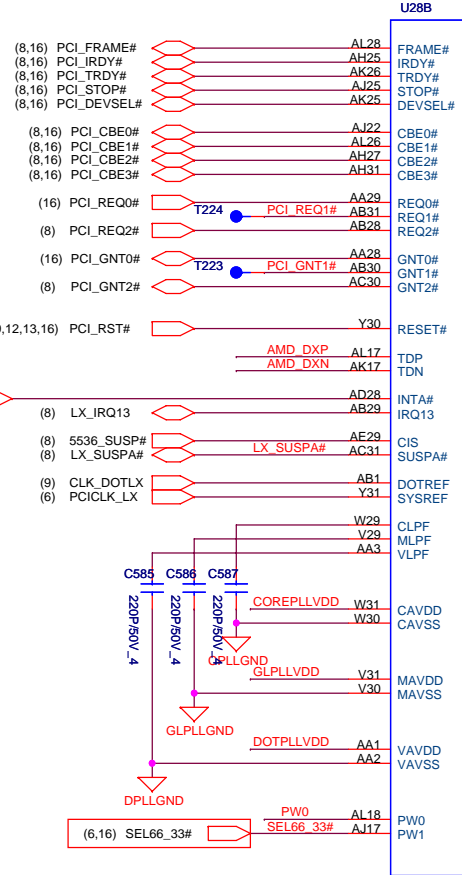 U28B
(8,16) PCI_FRAME# AL28 FRAME#
(8,16) PCI_IRDY# AH25 IRDY#
(8,16) PCI_TRDY# AK26 TRDY#
(8,16) PCI_STOP# AJ25 STOP#
(8,16) PCI_DEVSEL# AK25 DEVSEL#
(8,16) PCI_CBE0# AJ22 CBE0#
(8,16) PCI_CBE1# AL26 CBE1#
(8,16) PCI_CBE2# AH27 CBE2#
(8,16) PCI_CBE3# AH31 CBE3#
(16) PCI_REQ0# AA29 REQ0#
T224 PCI_REQ1# AB31 REQ1#
(8) PCI_REQ2# AB28 REQ2#
(16) PCI_GNT0# AA28 GNT0#
T223 PCI_GNT1# AB30 GNT1#
(8) PCI_GNT2# AC30 GNT2#
,12,13,16) PCI_RST# Y30 RESET#
AMD_DXP AL17 TDP
AMD_DXN AK17 TDN
AD28 INTA#
(8) LX_IRQ13 AB29 IRQ13
(8) 5536_SUSP# AE29 CIS
(8) LX_SUSPA# LX_SUSPA# AC31 SUSPA#
(9) CLK_DOTLX AB1 DOTREF
(6) PCICLK_LX Y31 SYSREF
W29 CLPF
V29 MLPF
AA3 VLPF
C585 C586 C587
220P/50V_4 220P/50V_4 220P/50V_4
COREPLLVDD W31 CAVDD
W30 CAVSS
CPLLGND
GLPLLVDD V31 MAVDD
V30 MAVSS
GLPLLGND
DOTPLLVDD AA1 VAVDD
AA2 VAVSS
DPLLGND
PW0 AL18 PW0
(6,16) SEL66_33# SEL66_33# AJ17 PW1